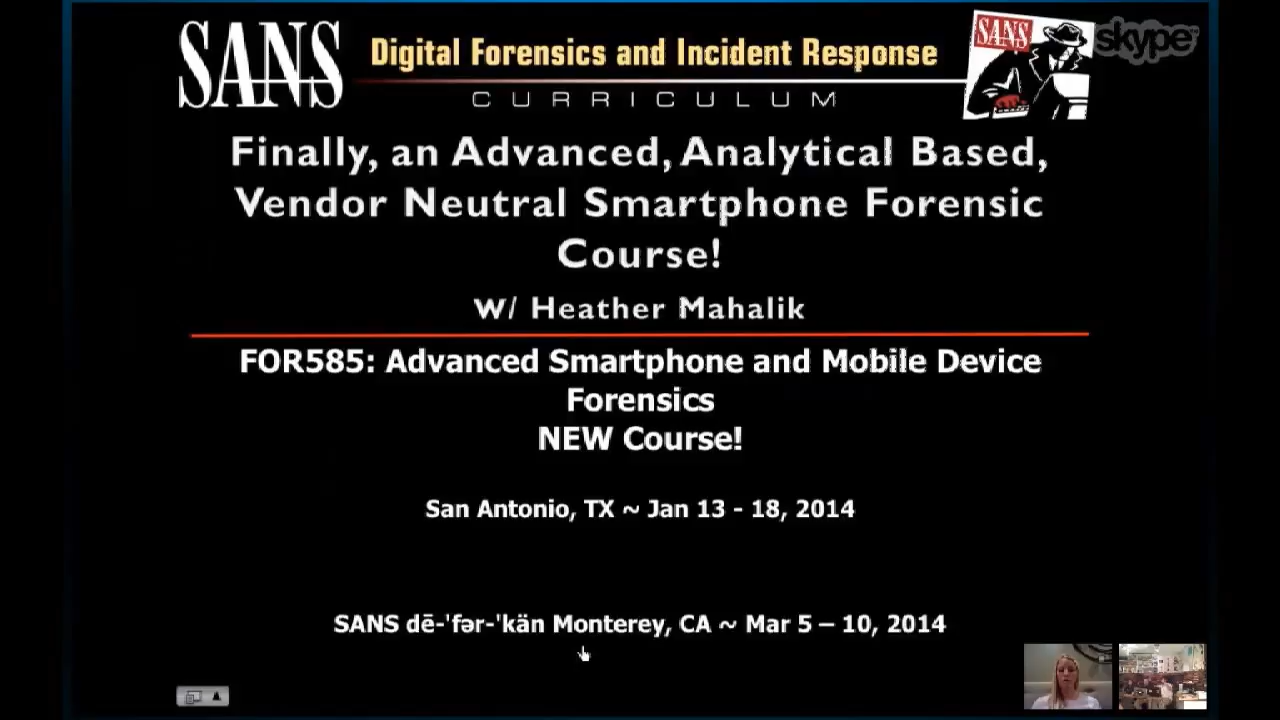 SANS
Digital Forensics and Incident Response
CURRICULUM
SANS
skype
Finally, an Advanced, Analytical Based,
Vendor Neutral Smartphone Forensic
Course!
w/ Heather Mahalik
FOR585: Advanced Smartphone and Mobile Device
Forensics
NEW Course!
San Antonio, TX ~ Jan 13 - 18, 2014
SANS dē-ˈfər-ˈkän Monterey, CA ~ Mar 5 – 10, 2014